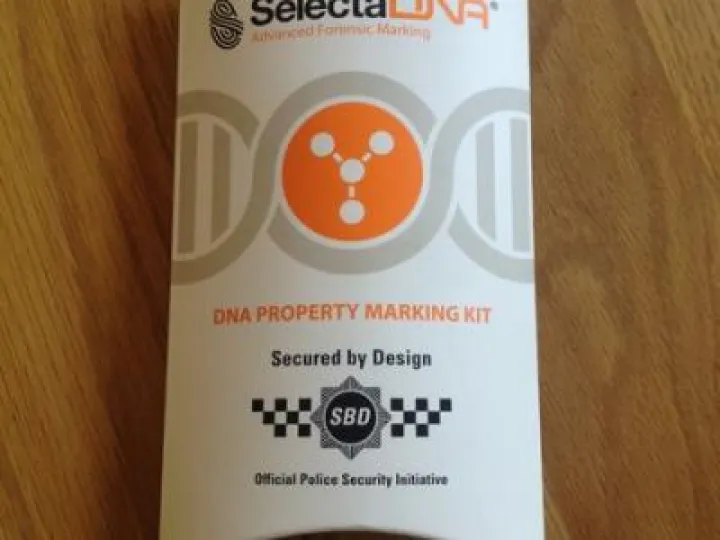 SelectaDNA®
Advanced Forensic Marking
DNA PROPERTY MARKING KIT
Secured by Design
SBD
Official Police Security Initiative